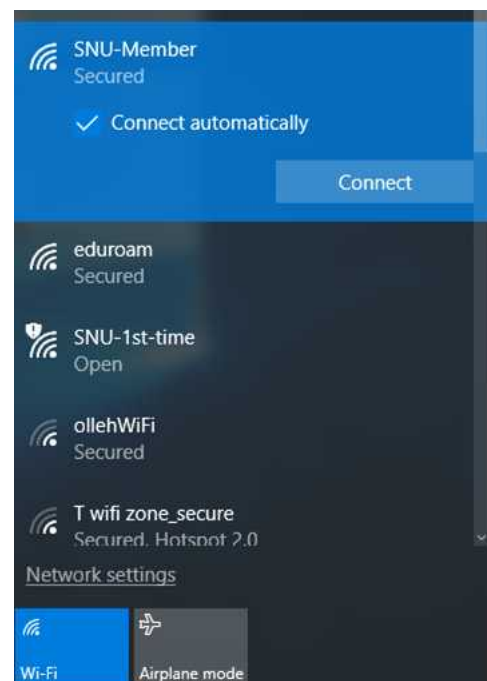 SNU-Member
Secured
Connect automatically
Connect
eduroam
Secured
SNU-1st-time
Open
ollehWiFi
Secured
T wifi zone_secure
Secured, Hotspot 2.0
Network settings
Wi-Fi
Airplane mode